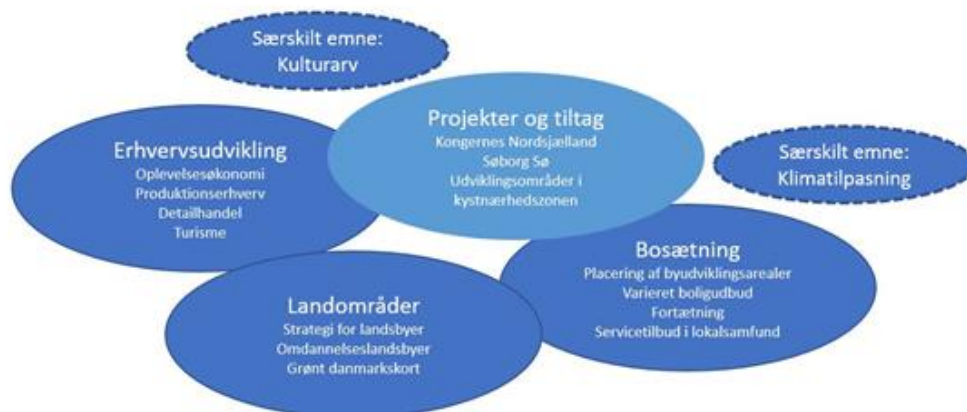 Særskilt emne:
Kulturarv
Projekter og tiltag
Kongernes Nordsjælland
Søborg Sø
Udviklingsområder i
kystnærhedszonen
Erhvervsudvikling
Oplevelsesøkonomi
Produktionserhverv
Detailhandel
Turisme
Særskilt emne:
Klimatilpasning
Bosætning
Placering af byudviklingsarealer
Varieret boligudbud
Fortætning
Servicetilbud i lokalsamfund
Landområder
Strategi for landsbyer
Omdannelseslandsbyer
Grønt danmarkskort